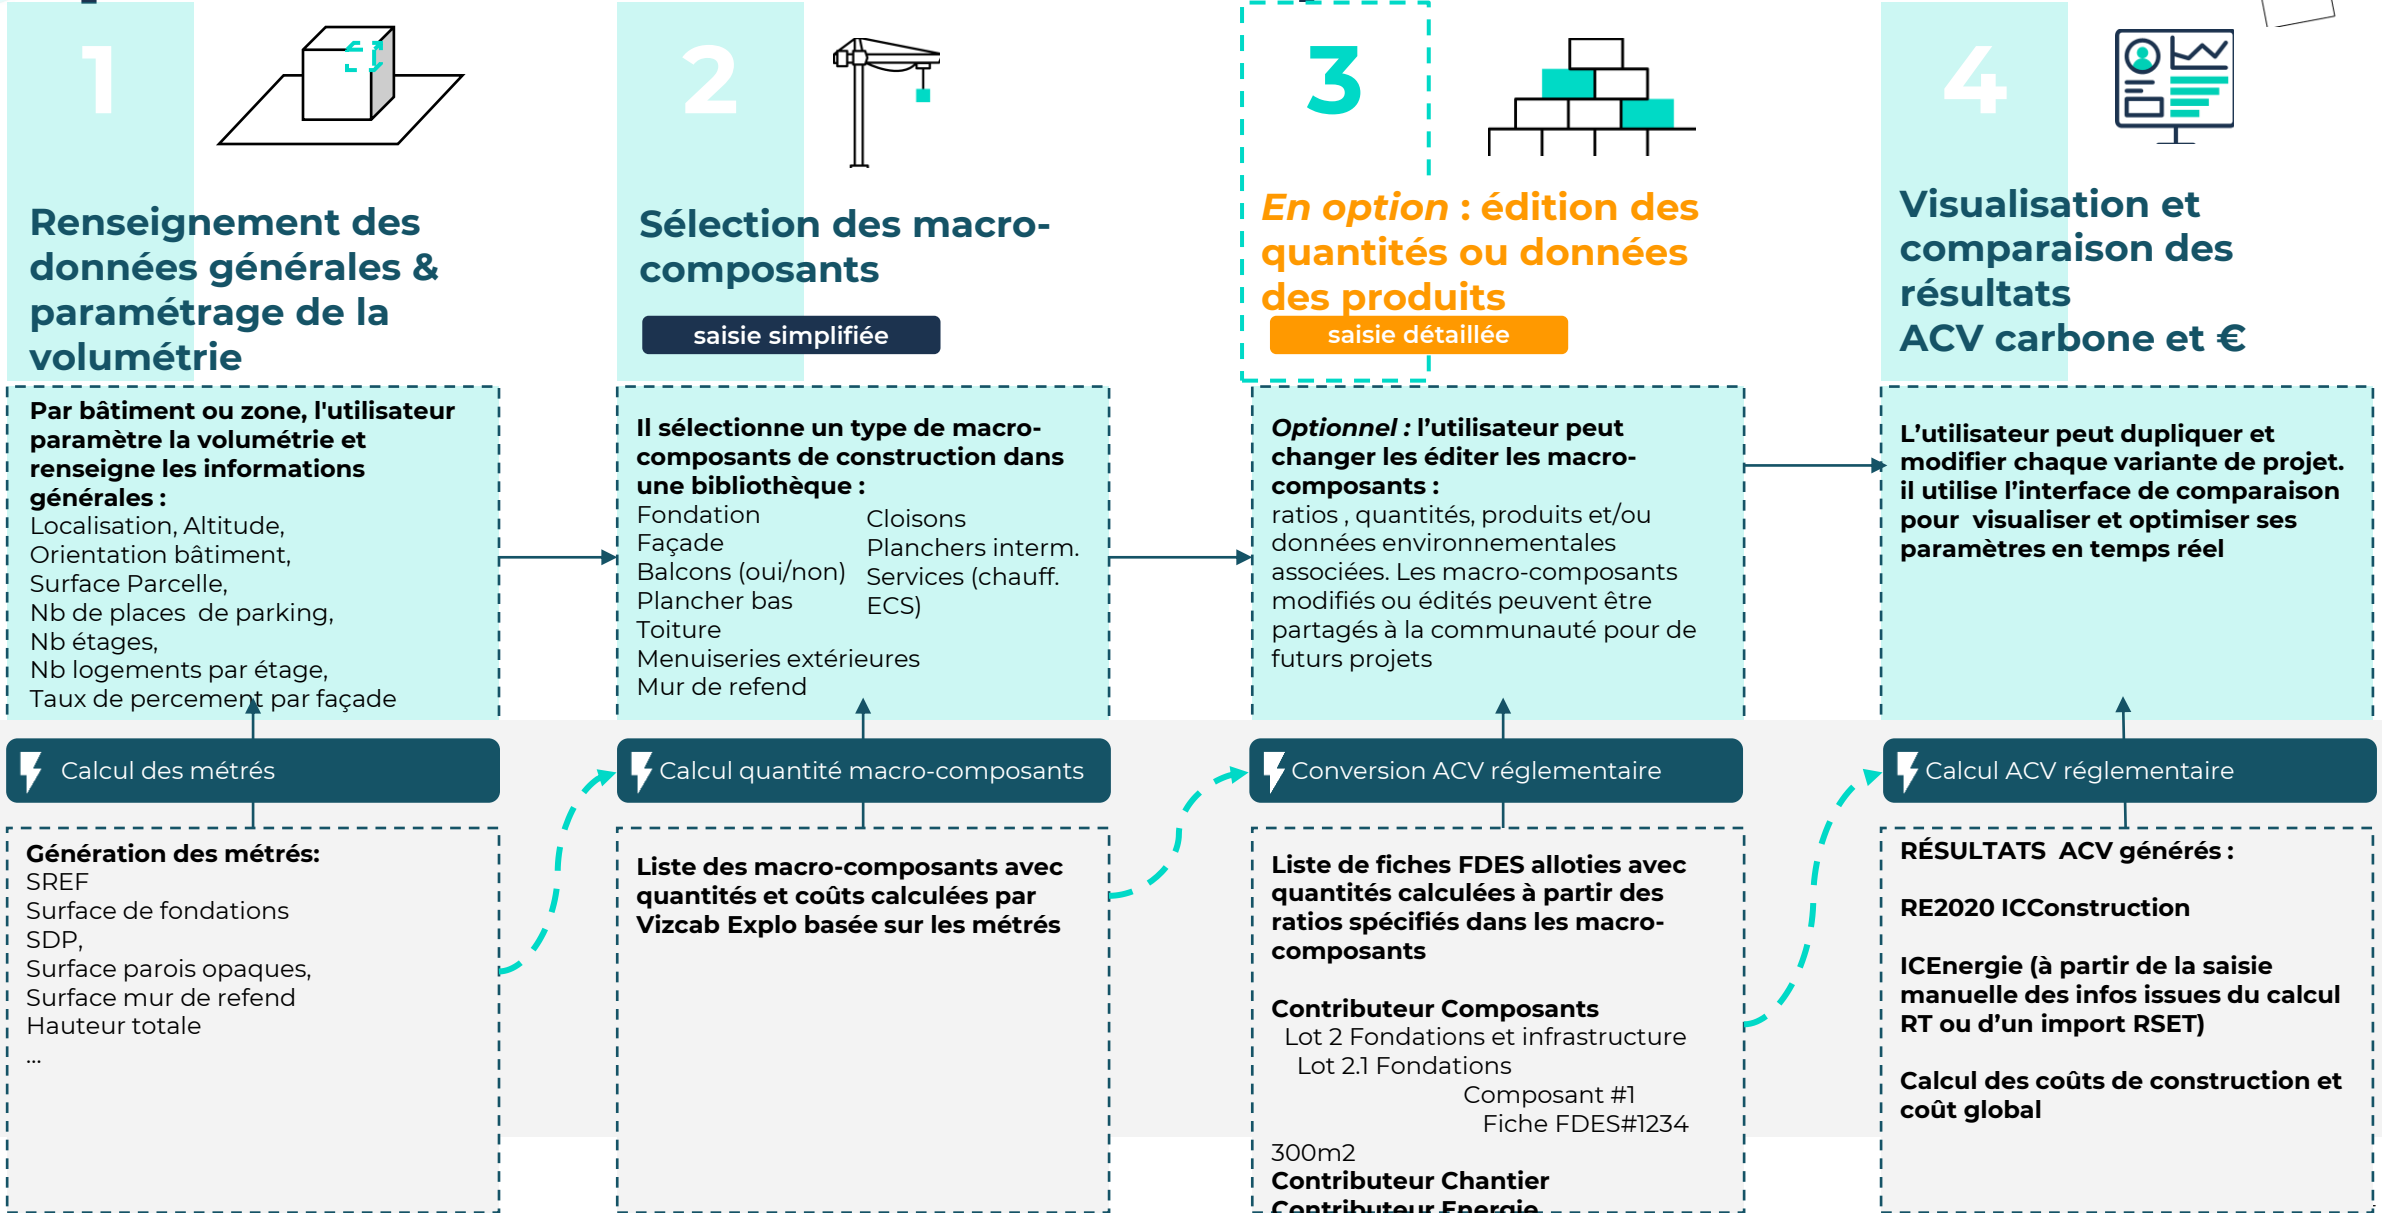 1
Renseignement des
données générales &
paramétrage de la
volumétrie
Par bâtiment ou zone, l'utilisateur
paramètre la volumétrie et
renseigne les informations
générales :
Localisation, Altitude,
Orientation bâtiment,
Surface Parcelle,
Nb de places  de parking,
Nb étages,
Nb logements par étage,
Taux de percement par façade
Calcul des métrés
Génération des métrés:
SREF
Surface de fondations
SDP,
Surface parois opaques,
Surface mur de refend
Hauteur totale
...
2
Sélection des macro-
composants
saisie simplifiée
Il sélectionne un type de macro-
composants de construction dans
une bibliothèque :
Fondation
Façade
Balcons (oui/non)
Plancher bas
Toiture
Menuiseries extérieures
Mur de refend
Cloisons
Planchers interm.
Services (chauff.
ECS)
Calcul quantité macro-composants
Liste des macro-composants avec
quantités et coûts calculées par
Vizcab Explo basée sur les métrés
3
En option : édition des
quantités ou données
des produits
saisie détaillée
Optionnel : l’utilisateur peut
changer les éditer les macro-
composants :
ratios , quantités, produits et/ou
données environnementales
associées. Les macro-composants
modifiés ou édités peuvent être
partagés à la communauté pour de
futurs projets
Conversion ACV réglementaire
Liste de fiches FDES alloties avec
quantités calculées à partir des
ratios spécifiés dans les macro-
composants
Contributeur Composants
Lot 2 Fondations et infrastructure
Lot 2.1 Fondations
Composant #1
Fiche FDES#1234
300m2
Contributeur Chantier
Contributeur Energie
4
Visualisation et
comparaison des
résultats
ACV carbone et €
L’utilisateur peut dupliquer et
modifier chaque variante de projet.
il utilise l’interface de comparaison
pour  visualiser et optimiser ses
paramètres en temps réel
Calcul ACV réglementaire
RÉSULTATS  ACV générés :
RE2020 ICConstruction
ICEnergie (à partir de la saisie
manuelle des infos issues du calcul
RT ou d’un import RSET)
Calcul des coûts de construction et
coût global